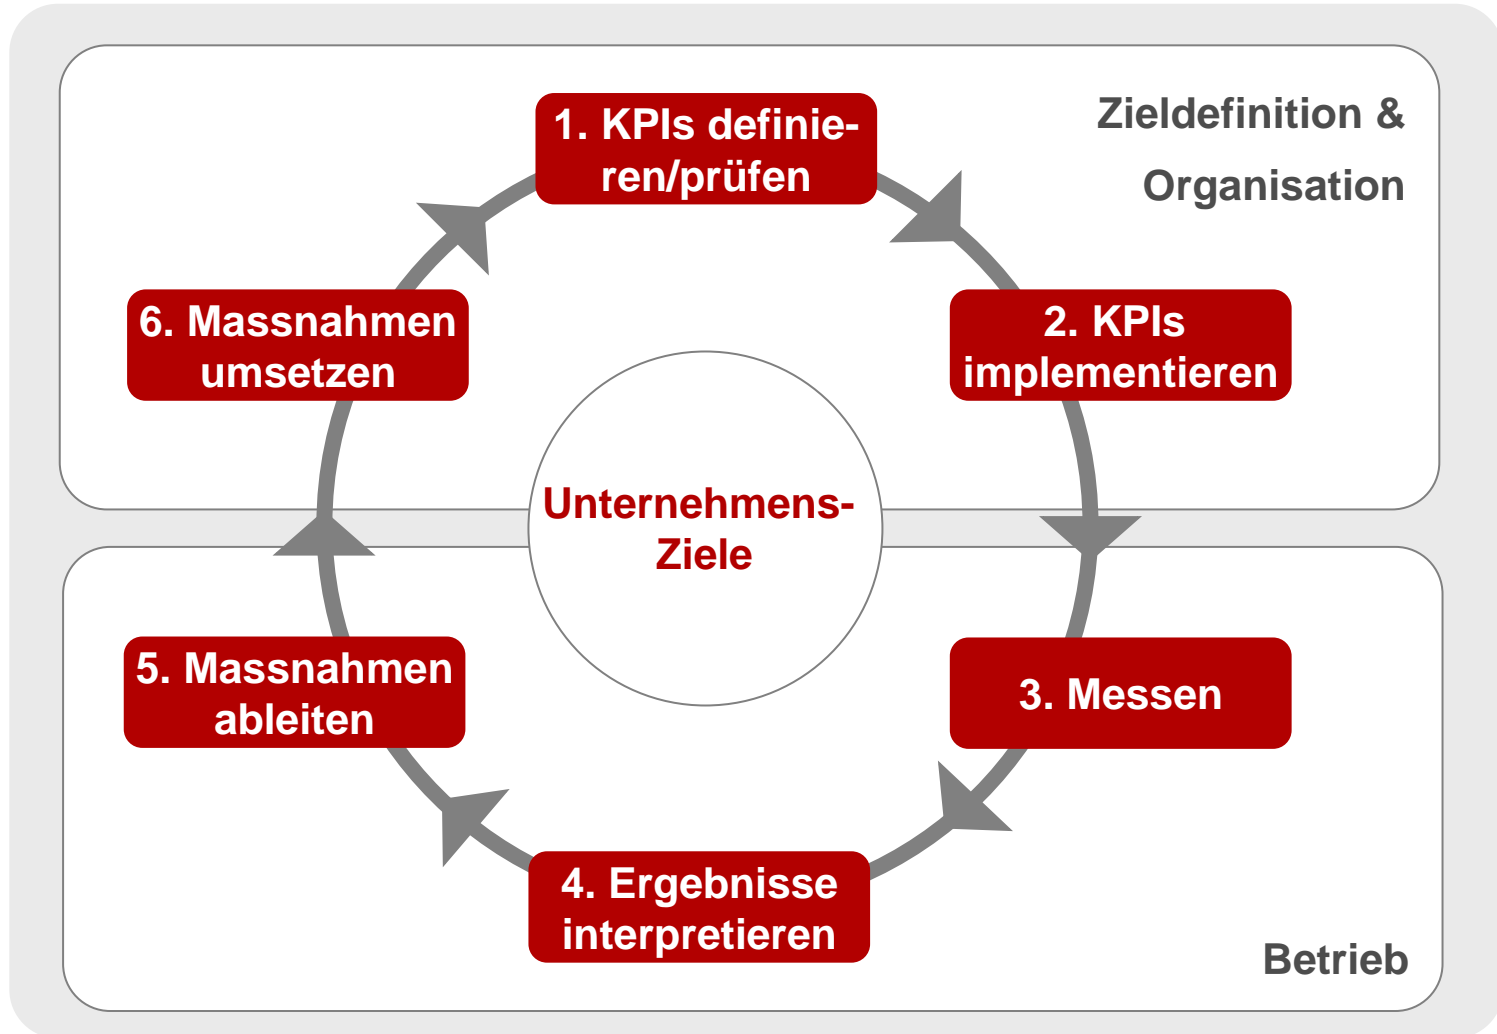 1. KPIs definie-
ren/prüfen
Zieldefinition &
Organisation
6. Massnahmen
umsetzen
2. KPIs
implementieren
Unternehmens-
Ziele
5. Massnahmen
ableiten
3. Messen
4. Ergebnisse
interpretieren
Betrieb